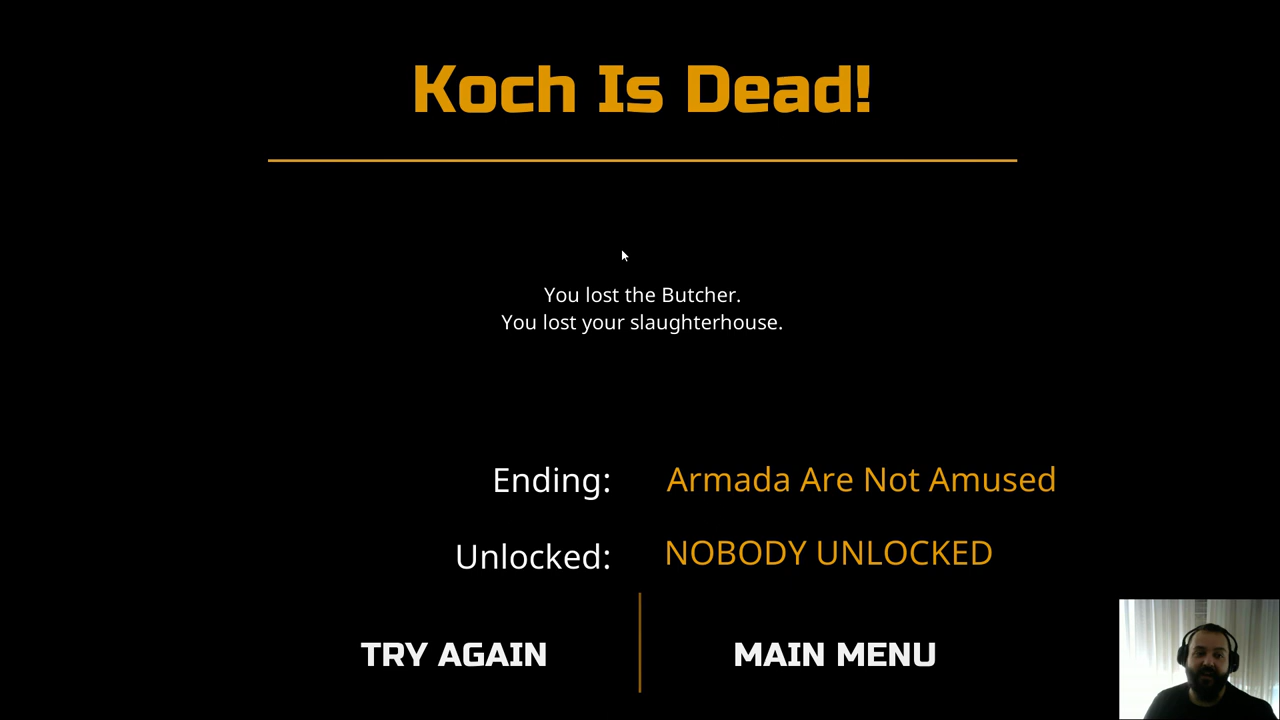 Koch Is Dead!
You lost the Butcher.
You lost your slaughterhouse.
Ending: Armada Are Not Amused
Unlocked: NOBODY UNLOCKED
TRY AGAIN
MAIN MENU